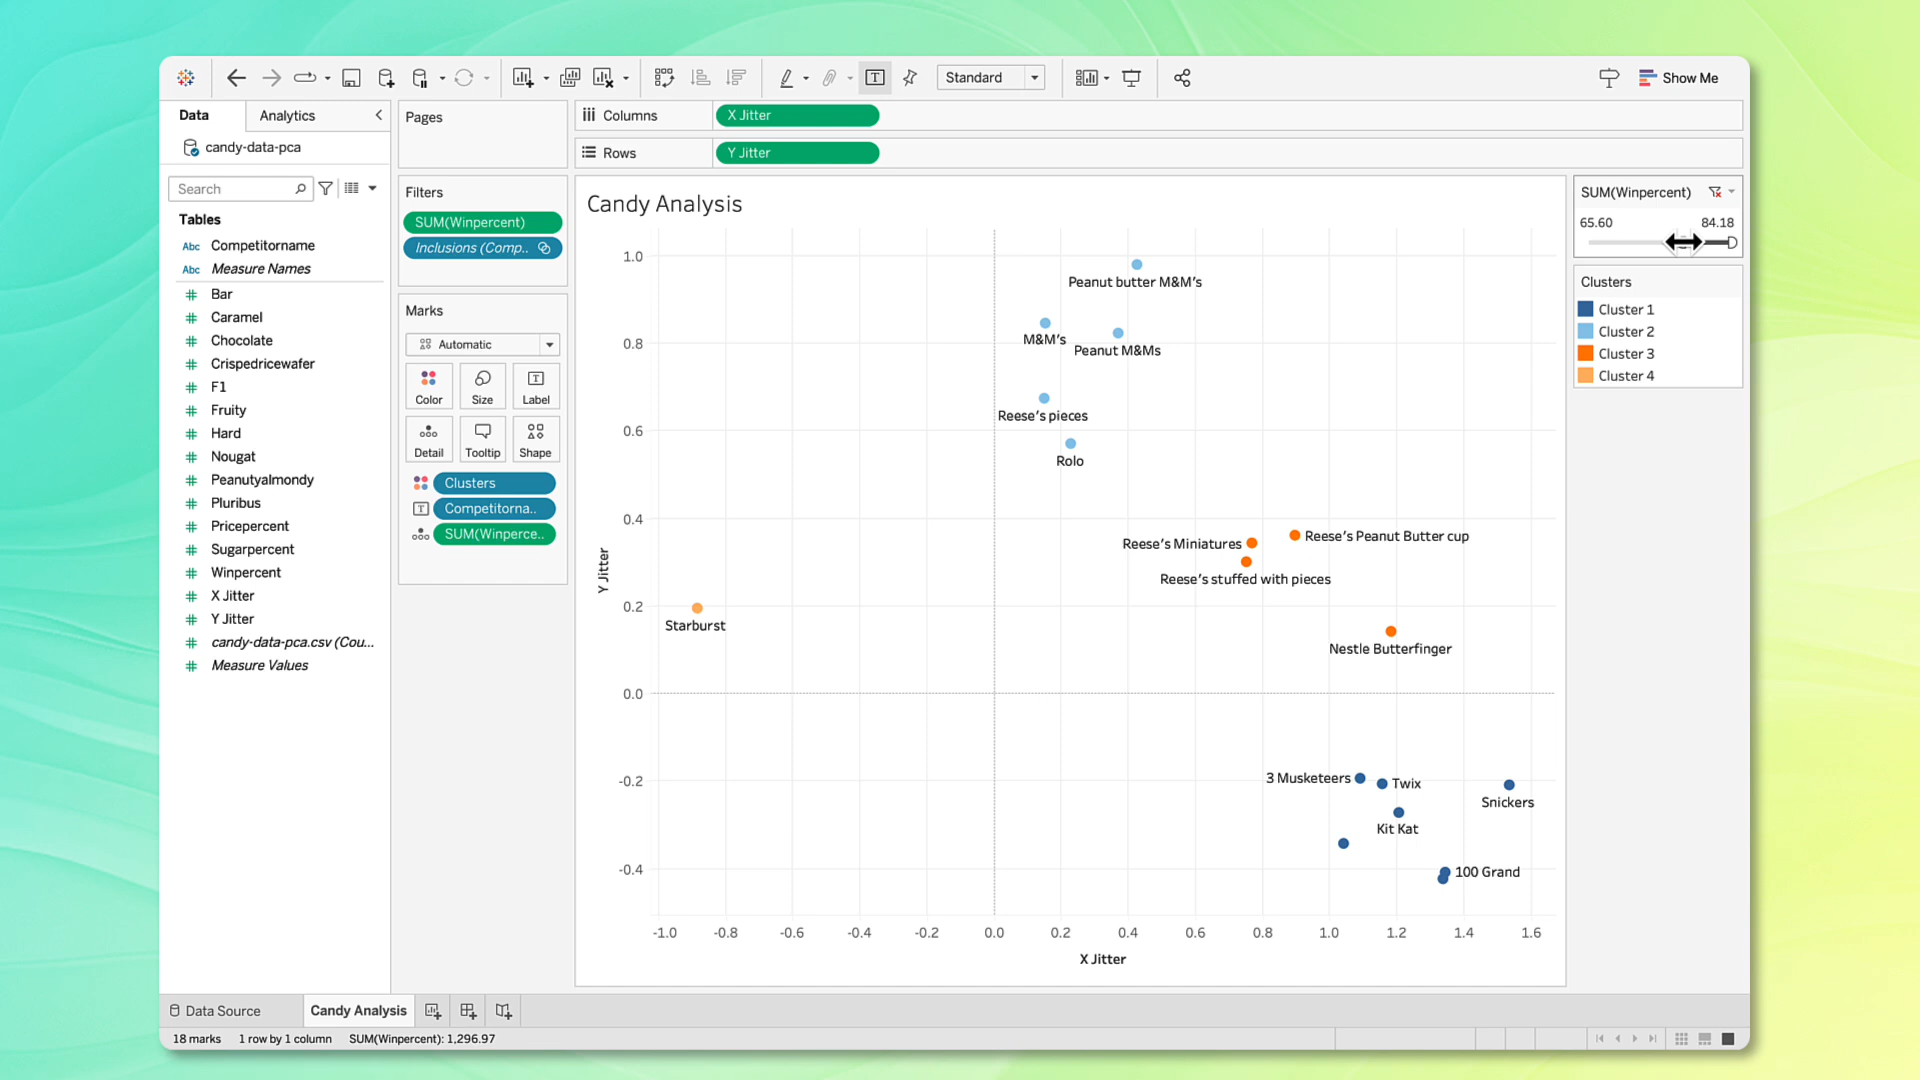 Standard
Show Me
Data
Analytics
candy-data-pca
Search
Tables
Abc Competitorname
Abc Measure Names
Bar
Caramel
Chocolate
Crispedricewafer
F1
Fruity
Hard
Nougat
Peanutyalmondy
Pluribus
Pricepercent
Sugarpercent
Winpercent
X Jitter
Y Jitter
candy-data-pca.csv (Cou...
Measure Values
Pages
Filters
SUM(Winpercent)
Inclusions (Comp..
Marks
Automatic
Color
Size
T
Label
Detail
Tooltip
Shape
Clusters
T Competitorna..
SUM(Winperce..
Columns
X Jitter
Rows
Y Jitter
Candy Analysis
1.0
0.8
0.6
0.4
0.2
0.0
-0.2
-0.4
Y Jitter
Peanut butter M&M's
M&M's
Peanut M&Ms
Reese's pieces
Rolo
Reese's Peanut Butter cup
Reese's Miniatures
Reese's stuffed with pieces
Starburst
Nestle Butterfinger
3 Musketeers
Twix
Snickers
Kit Kat
100 Grand
-1.0 -0.8 -0.6 -0.4 -0.2 0.0 0.2 0.4 0.6 0.8 1.0 1.2 1.4 1.6
X Jitter
SUM(Winpercent)
65.60 84.18
Clusters
Cluster 1
Cluster 2
Cluster 3
Cluster 4
Data Source
Candy Analysis
18 marks 1 row by 1 column SUM(Winpercent): 1,296.97